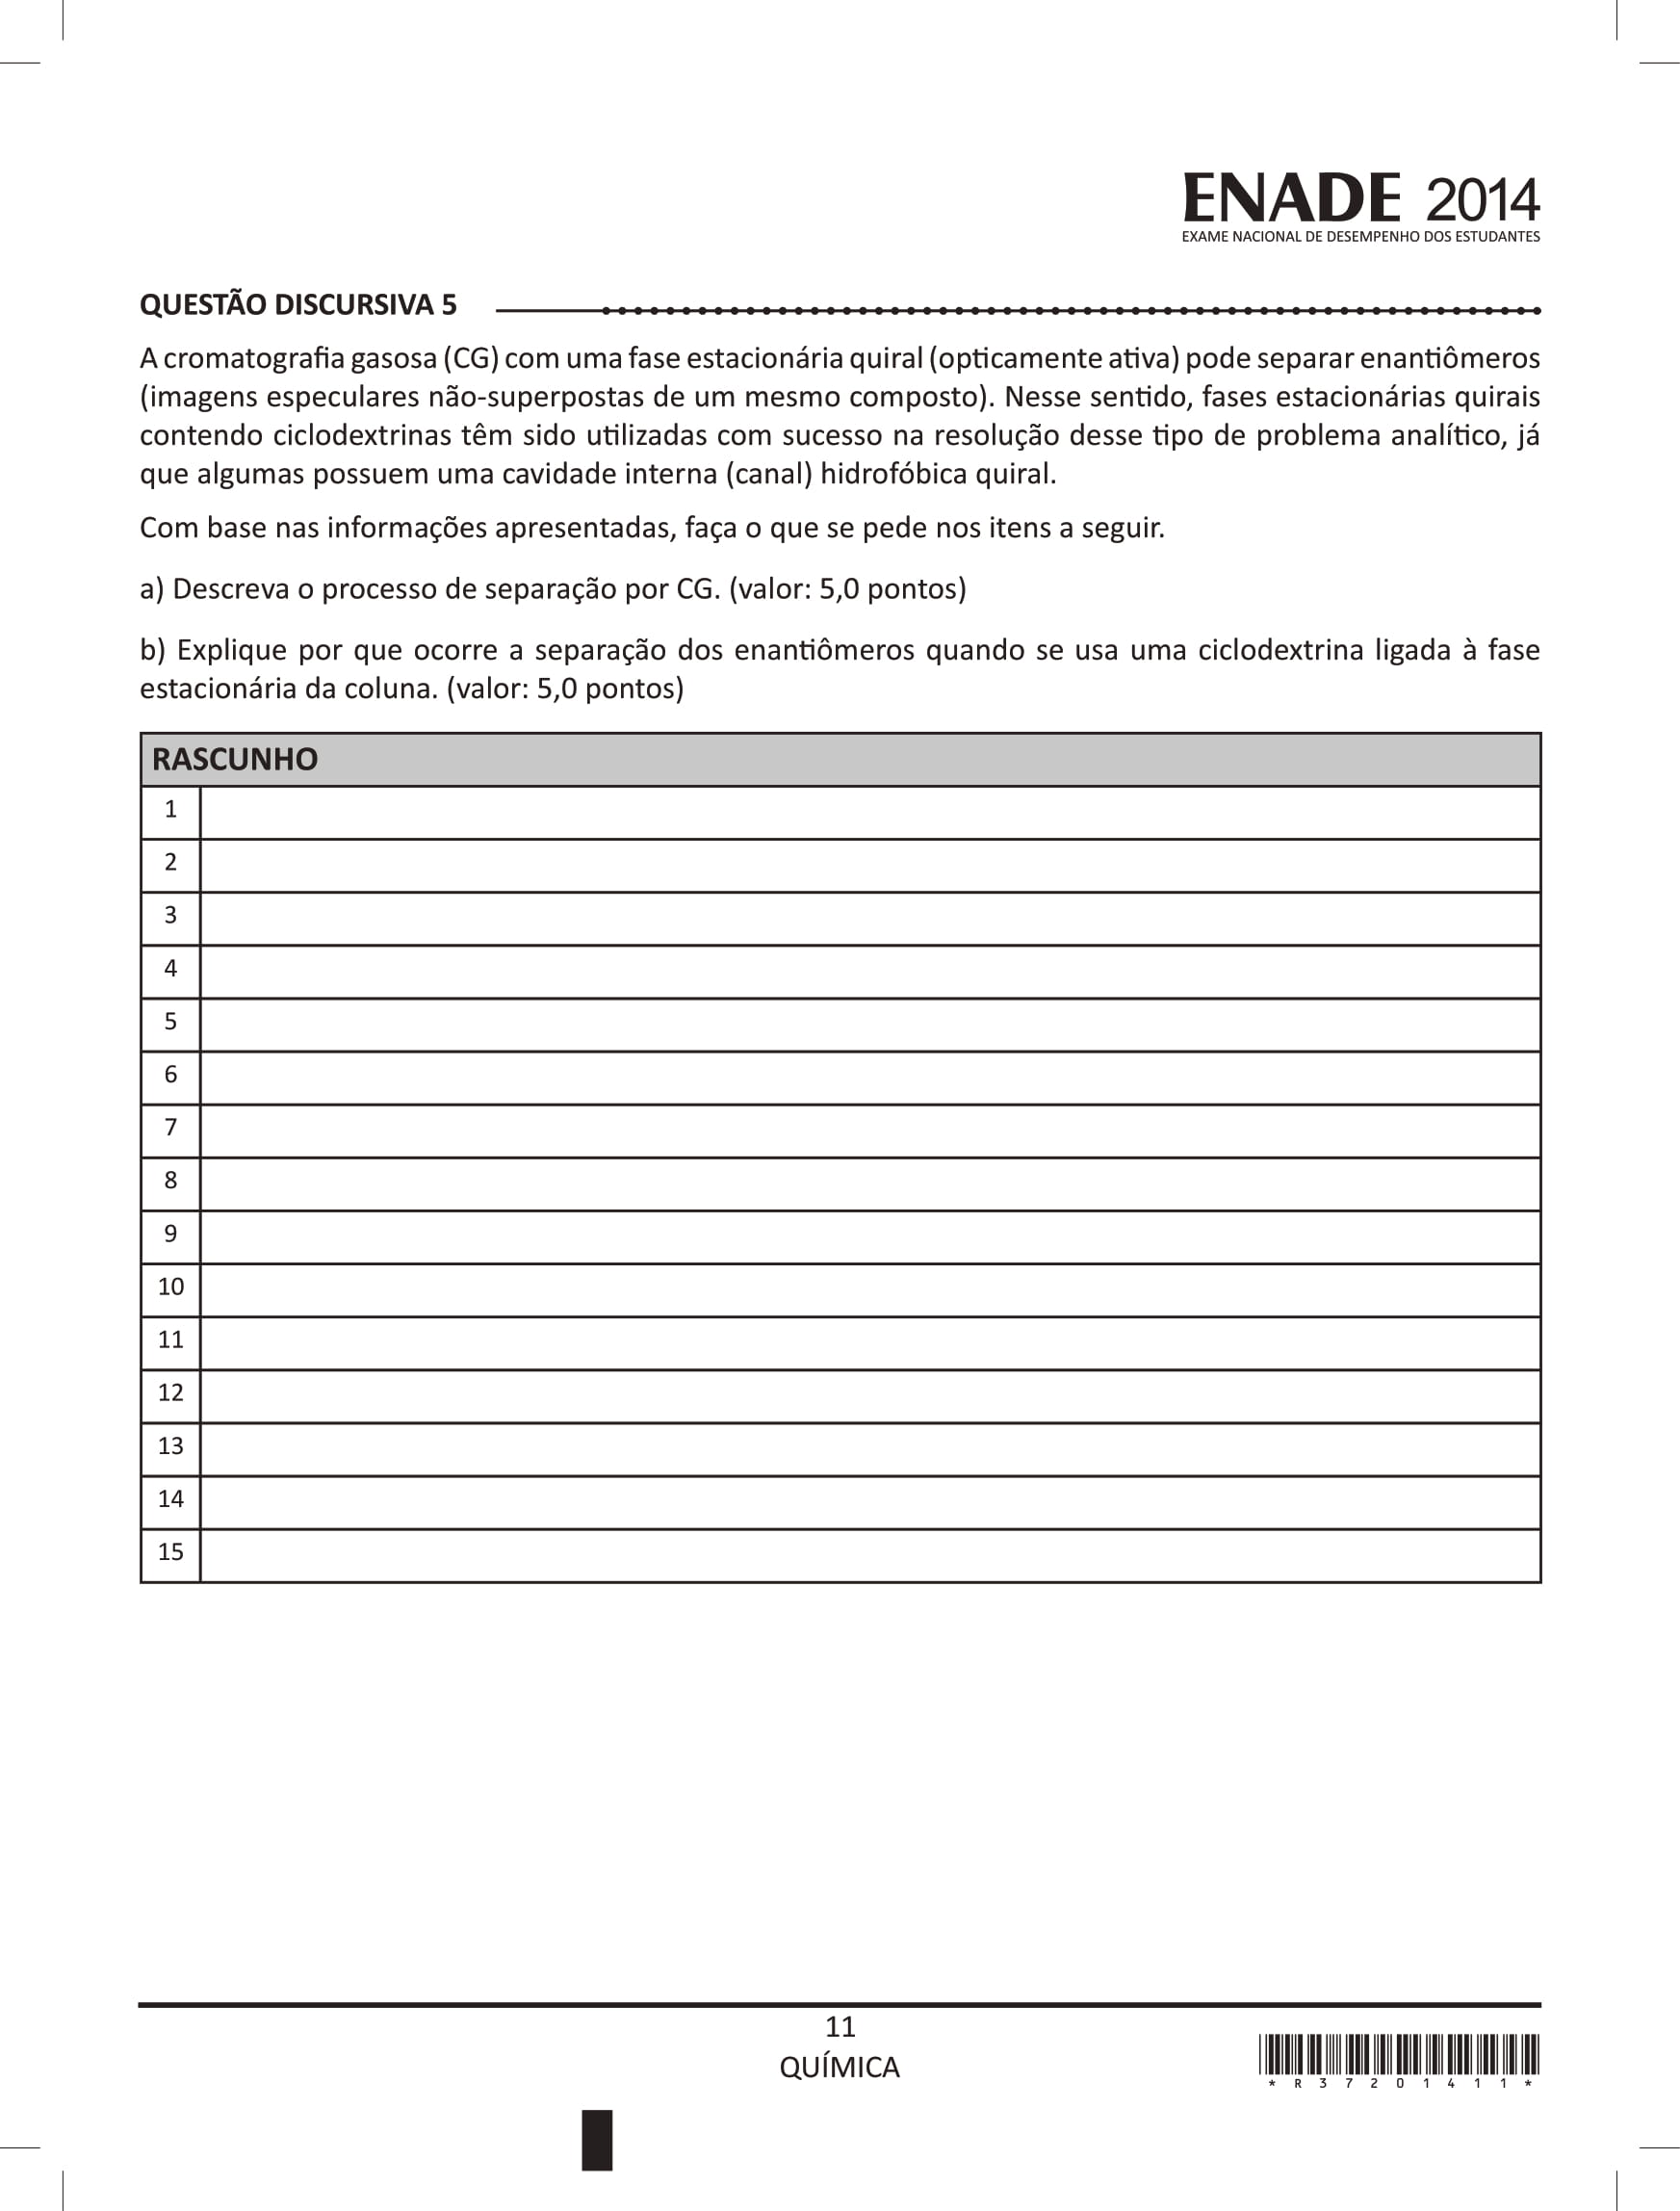 ENADE 2014
EXAME NACIONAL DE DESEMPENHO DOS ESTUDANTES
QUESTÃO DISCURSIVA 5
A cromatografia gasosa (CG) com uma fase estacionária quiral (opticamente ativa) pode separar enantiômeros
(imagens especulares não-superpostas de um mesmo composto). Nesse sentido, fases estacionárias quirais
contendo ciclodextrinas têm sido utilizadas com sucesso na resolução desse tipo de problema analítico, já
que algumas possuem uma cavidade interna (canal) hidrofóbica quiral.
Com base nas informações apresentadas, faça o que se pede nos itens a seguir.
a) Descreva o processo de separação por CG. (valor: 5,0 pontos)
b) Explique por que ocorre a separação dos enantiômeros quando se usa uma ciclodextrina ligada à fase
estacionária da coluna. (valor: 5,0 pontos)
RASCUNHO
1
2
3
4
5
6
7
8
9
10
11
12
13
14
15
11
QUÍMICA
* R 3 7 2 0 1 4 1 1 *